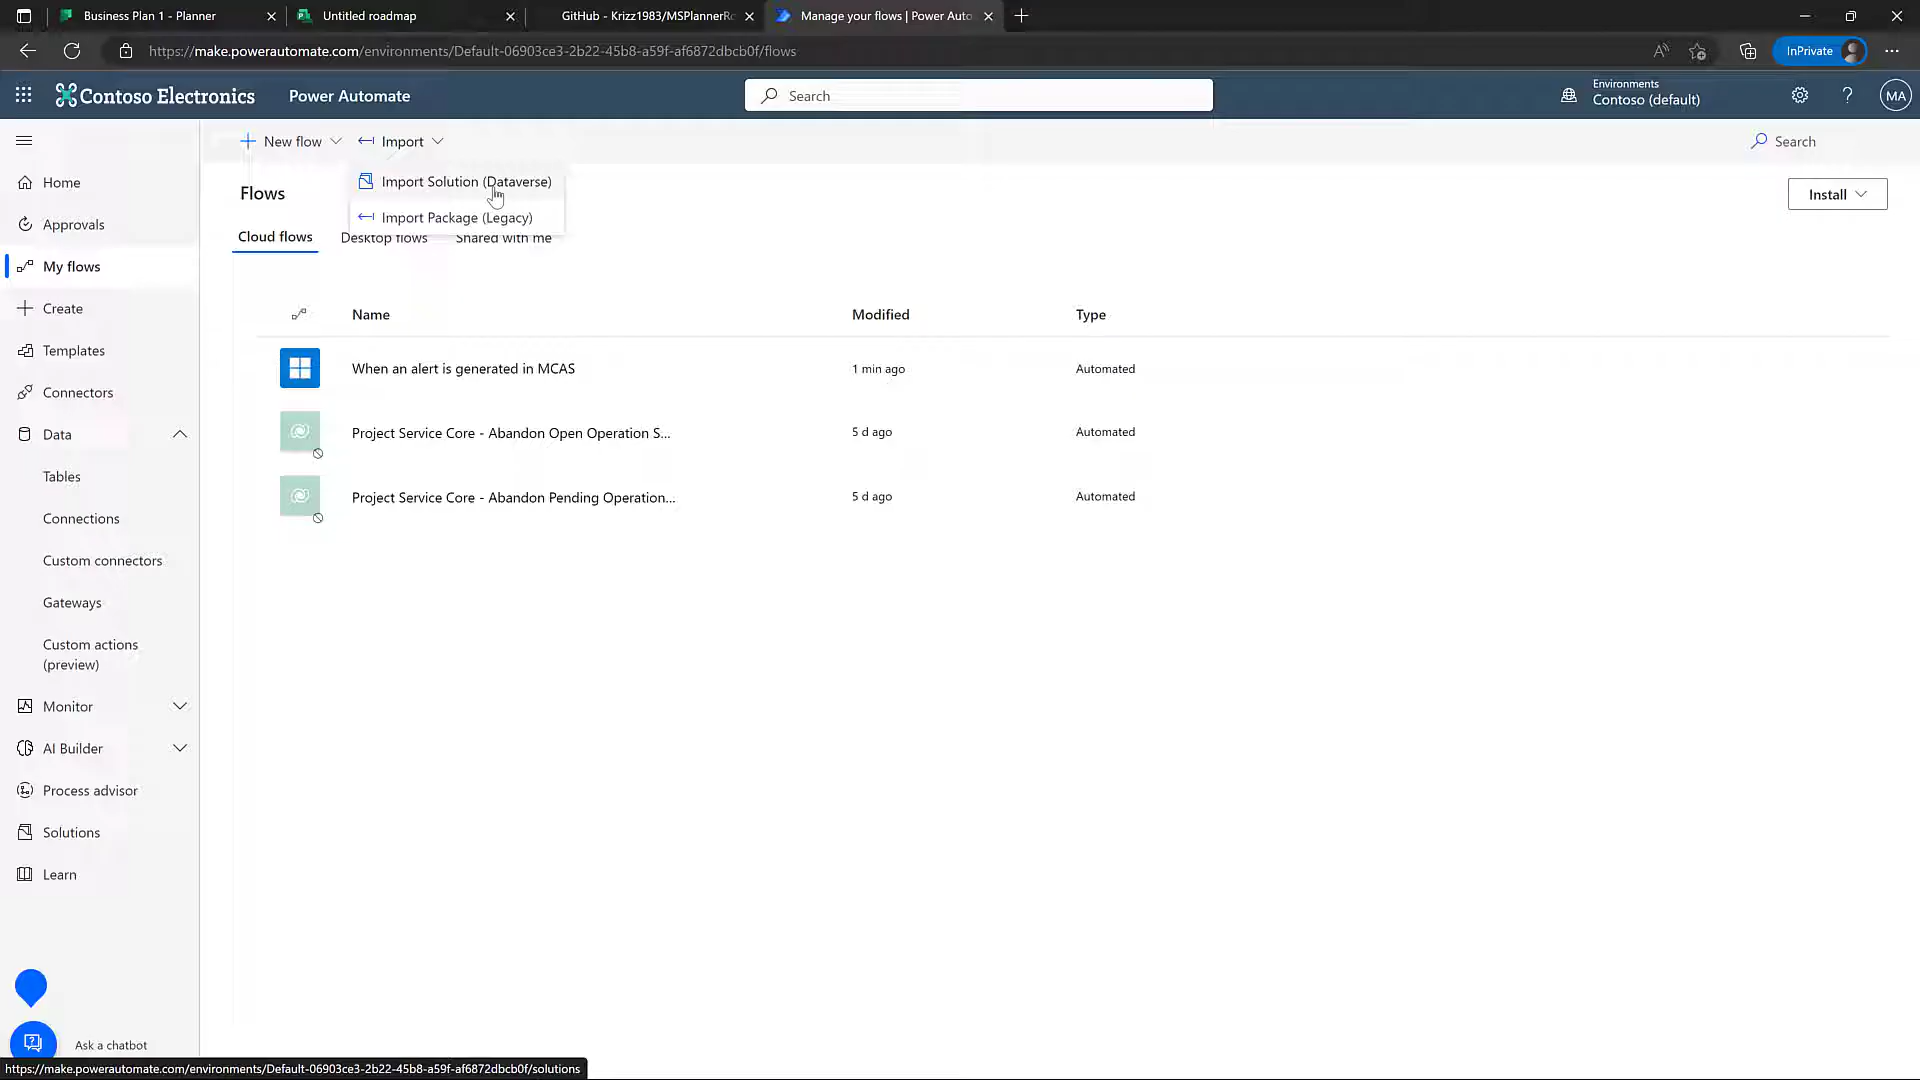 Business Plan 1 - Planner
Untitled roadmap
GitHub - Krizz1983/MSPlannerRo
Manage your flows | Power Auto
https://make.powerautomate.com/environments/Default-06903ce3-2b22-45b8-a59f-af6872dbcb0f/flows
InPrivate
Contoso Electronics
Power Automate
Search
Environments
Contoso (default)
MA
New flow
Import
Search
Import Solution (Dataverse)
Import Package (Legacy)
Flows
Install
Cloud flows
Desktop flows
Shared with me
Home
Approvals
My flows
Create
Templates
Connectors
Data
Tables
Connections
Custom connectors
Gateways
Custom actions
(preview)
Monitor
AI Builder
Process advisor
Solutions
Learn
Name
Modified
Type
When an alert is generated in MCAS
1 min ago
Automated
Project Service Core - Abandon Open Operation S...
5 d ago
Automated
Project Service Core - Abandon Pending Operation...
5 d ago
Automated
Ask a chatbot
https://make.powerautomate.com/environments/Default-06903ce3-2b22-45b8-a59f-af6872dbcb0f/solutions